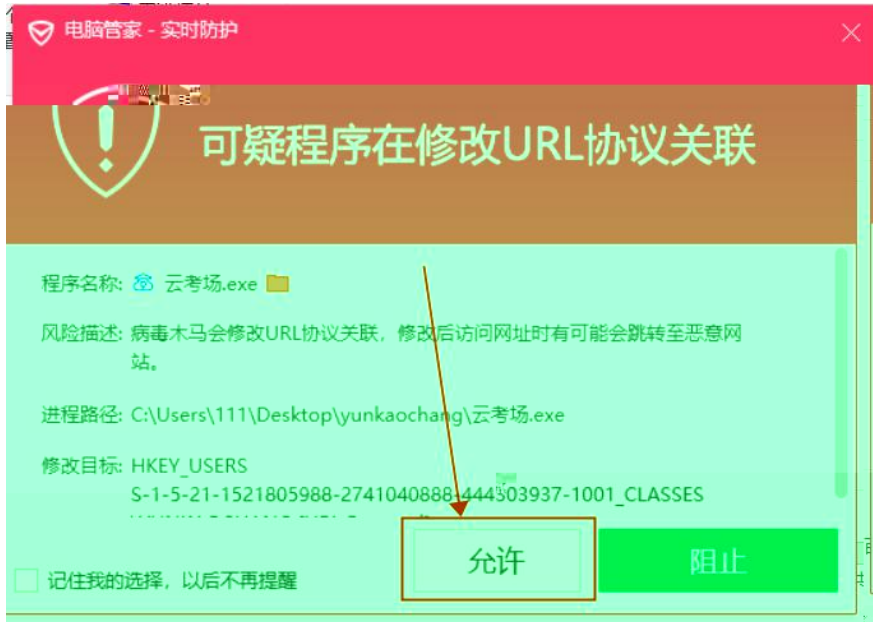 电脑管家 - 实时防护
可疑程序在修改URL协议关联
程序名称: 云考场.exe
风险描述: 病毒木马会修改URL协议关联，修改后访问网址时有可能会跳转至恶意网
站。
进程路径: C:\Users\111\Desktop\yunkaochang\云考场.exe
修改目标: HKEY_USERS
S-1-5-21-1521805988-2741040888-444303937-1001_CLASSES
记住我的选择，以后不再提醒
允许
阻止